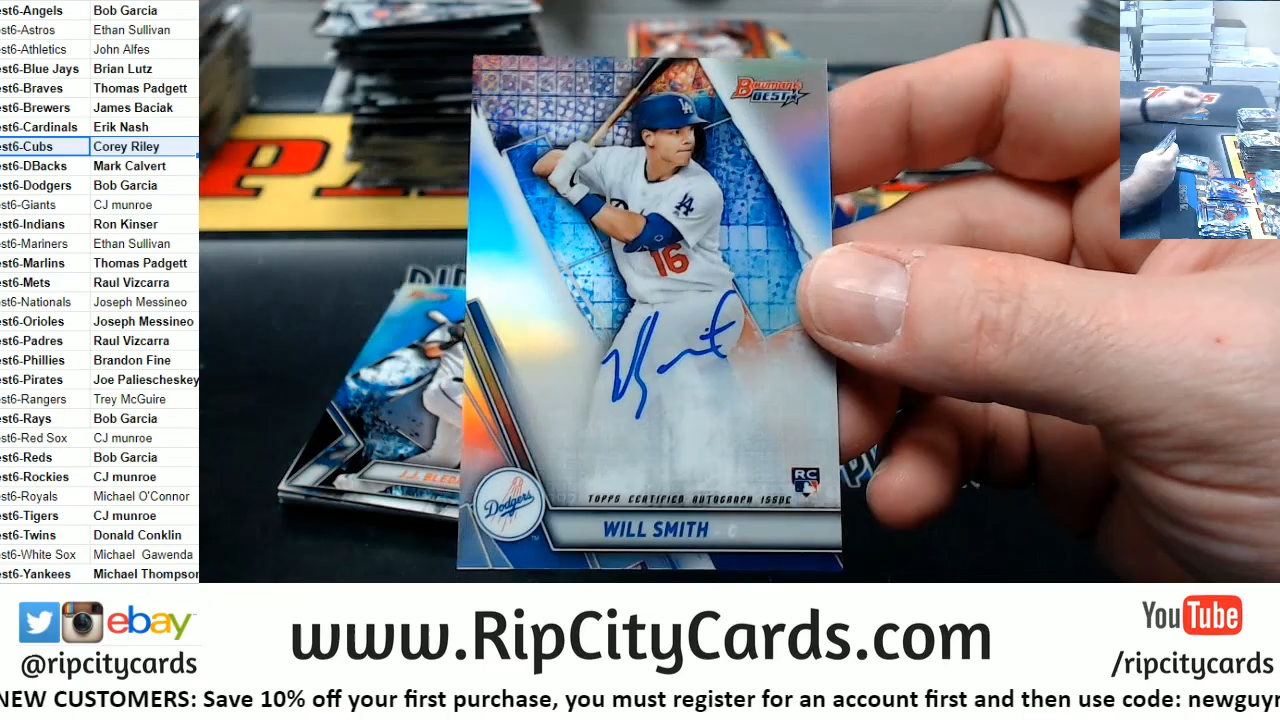 est6-Angels Bob Garcia
est6-Astros Ethan Sullivan
est6-Athletics John Alfes
est6-Blue Jays Brian Lutz
est6-Braves Thomas Padgett
est6-Brewers James Baciak
est6-Cardinals Erik Nash
est6-Cubs Corey Riley
est6-DBacks Mark Calvert
est6-Dodgers Bob Garcia
est6-Giants CJ munroe
est6-Indians Ron Kinser
est6-Mariners Ethan Sullivan
est6-Marlins Thomas Padgett
est6-Mets Raul Vizcarra
est6-Nationals Joseph Messineo
est6-Orioles Joseph Messineo
est6-Padres Raul Vizcarra
est6-Phillies Brandon Fine
est6-Pirates Joe Paliescheskey
est6-Rangers Trey McGuire
est6-Rays Bob Garcia
est6-Red Sox CJ munroe
est6-Reds Bob Garcia
est6-Rockies CJ munroe
est6-Royals Michael O'Connor
est6-Tigers CJ munroe
est6-Twins Donald Conklin
est6-White Sox Michael Gawenda
est6-Yankees Michael Thompson
Bowman's
BEST
LA
LA
16
RC
TOPPS CERTIFIED AUTOGRAPH ISSUE
Dodgers
WILL SMITH - C
ebay
@ripcitycards
www.RipCityCards.com
YouTube
/ripcitycards
NEW CUSTOMERS: Save 10% off your first purchase, you must register for an account first and then use code: newguyr